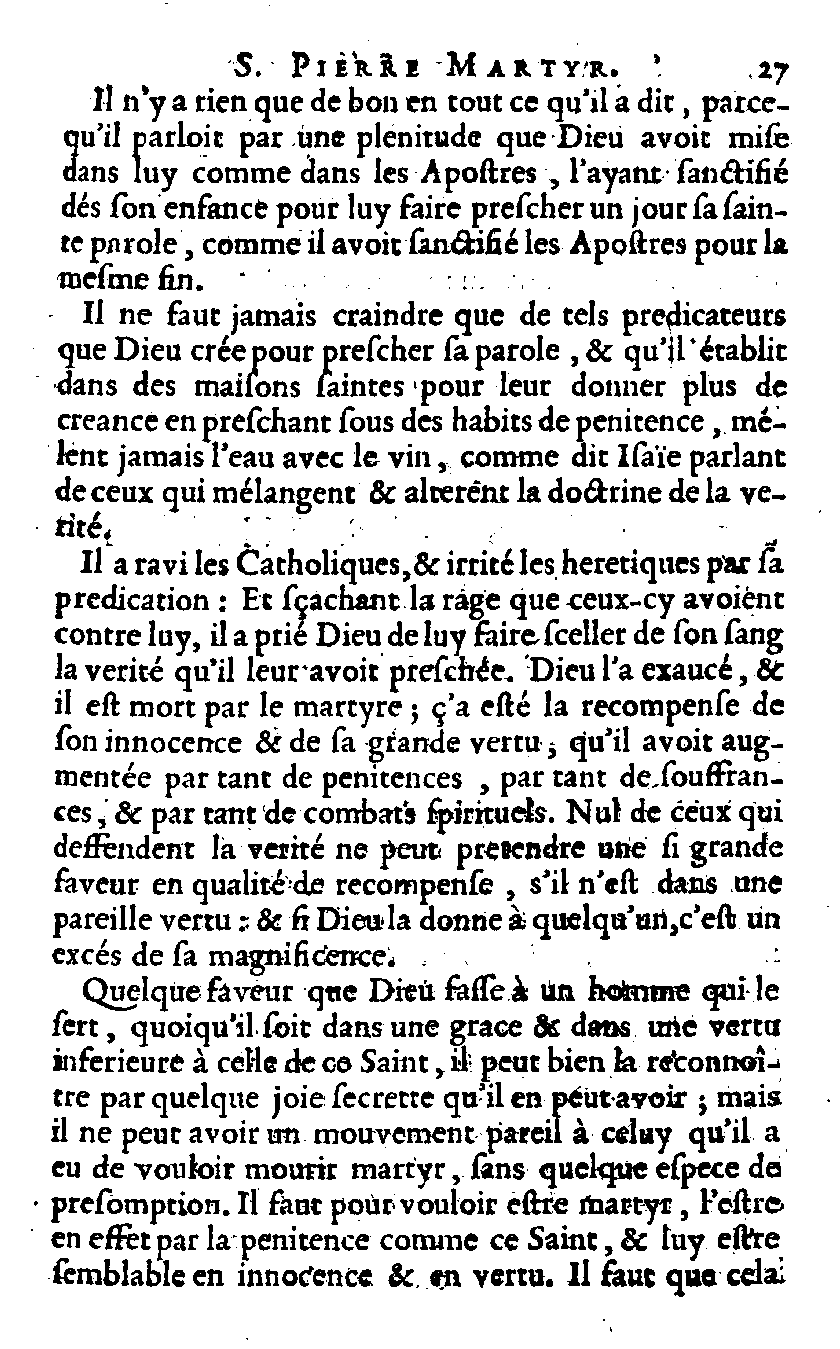 S. PIERRE MARTYR. 27
Il n'y a rien que de bon en tout ce qu'il a dit, parce-
qu'il parloit par une plenitude que Dieu avoit miſe
dans luy comme dans les Apoſtres, l'ayant ſanctifié
dés ſon enfance pour luy faire preſcher un jour ſa ſain-
te parole, comme il avoit ſanctifié les Apoſtres pour la
meſme fin.
Il ne faut jamais craindre que de tels predicateurs
que Dieu crée pour preſcher ſa parole, & qu'il établit
dans des maiſons ſaintes pour leur donner plus de
creance en preſchant ſous des habits de penitence, mé-
lent jamais l'eau avec le vin, comme dit Iſaïe parlant
de ceux qui mélangent & alterent la doctrine de la ve-
rité.
Il a ravi les Catholiques, & irrité les heretiques par ſa
predication : Et ſçachant la rage que ceux-cy avoient
contre luy, il a prié Dieu de luy faire ſceller de ſon ſang
la verité qu'il leur avoit preſchée. Dieu l'a exaucé, &
il eſt mort par le martyre ; ç'a eſté la recompenſe de
ſon innocence & de ſa grande vertu ; qu'il avoit aug-
mentée par tant de penitences, par tant de ſouffran-
ces, & par tant de combats ſpirituels. Nul de ceux qui
deffendent la verité ne peut pretendre une ſi grande
faveur en qualité de recompenſe, s'il n'eſt dans une
pareille vertu : & ſi Dieu la donne à quelqu'un, c'eſt un
excés de ſa magnificence.
Quelque faveur que Dieu faſſe à un homme qui le
ſert, quoiqu'il ſoit dans une grace & dans une vertu
inferieure à celle de ce Saint, il peut bien la reconnoî-
tre par quelque joie ſecrette qu'il en peut avoir ; mais
il ne peut avoir un mouvement pareil à celuy qu'il a
eu de vouloir mourir martyr, ſans quelque eſpece de
preſomption. Il faut pour vouloir eſtre martyr, l'eſtre
en effet par la penitence comme ce Saint, & luy eſtre
ſemblable en innocence & en vertu. Il faut que cela